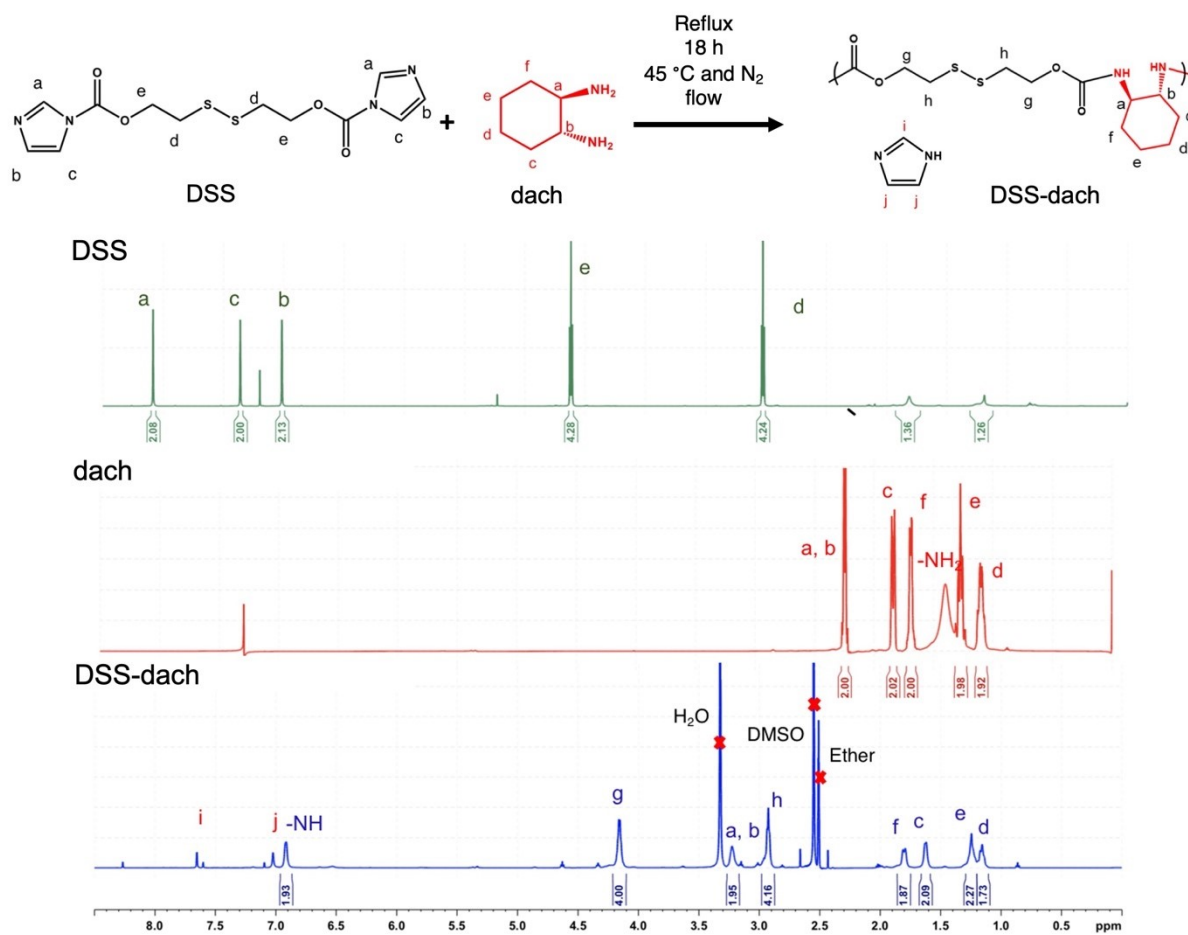 Reflux
18 h
45 °C and N2
flow
a
N
O
e
S
a
N
N
O
S
d
O
N
b
d
e
O
c
b
c
DSS
+
f
e
a
NH2
d
b
NH2
c
dach
O
g
h
O
S
S
O
NH
HN
h
g
O
a
b
c
f
d
e
i
N
NH
j
j
DSS-dach
DSS
a
c
b
e
d
2.08
2.00
2.13
4.28
4.24
1.36
1.26
dach
a, b
c
f
-NH2
e
d
2.00
2.02
2.00
1.98
1.92
DSS-dach
i
j
-NH
g
H2O
a, b
h
DMSO
Ether
f
c
e
d
1.93
4.00
1.95
4.16
1.87
2.09
2.27
1.73
8.0 7.5 7.0 6.5 6.0 5.5 5.0 4.5 4.0 3.5 3.0 2.5 2.0 1.5 1.0 ppm